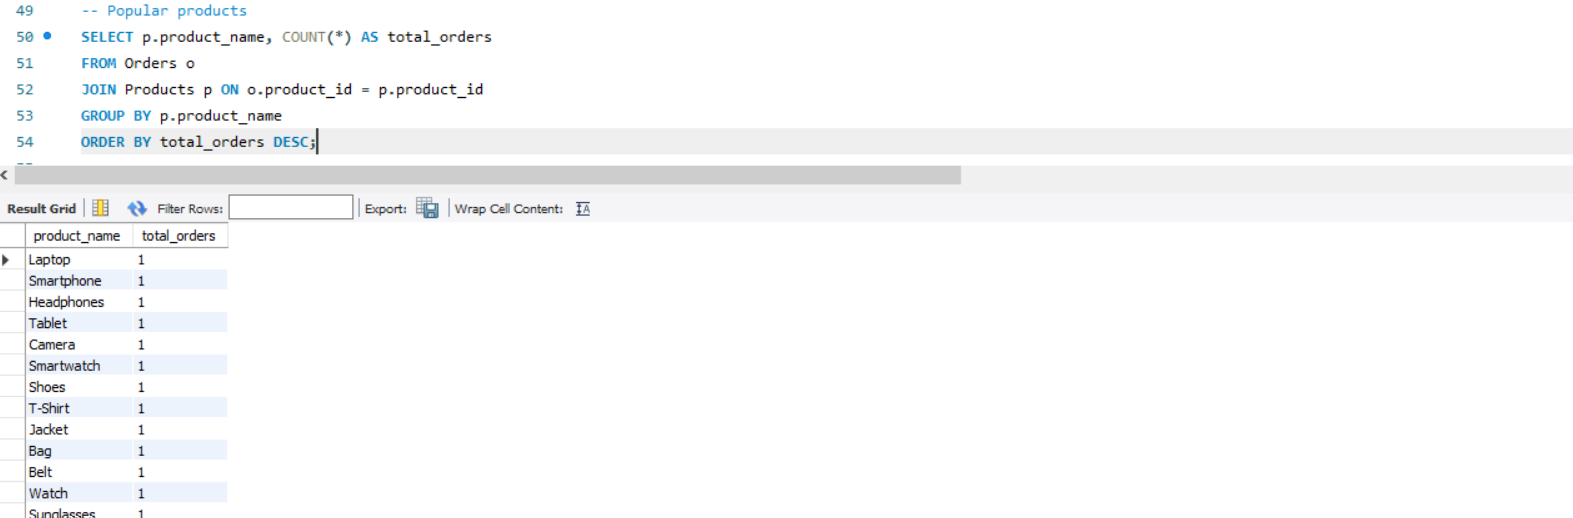 49 -- Popular products
50 SELECT p.product_name, COUNT(*) AS total_orders
51 FROM Orders o
52 JOIN Products p ON o.product_id = p.product_id
53 GROUP BY p.product_name
54 ORDER BY total_orders DESC;
Result Grid Filter Rows: Export: Wrap Cell Content: IA
product_name total_orders
Laptop 1
Smartphone 1
Headphones 1
Tablet 1
Camera 1
Smartwatch 1
Shoes 1
T-Shirt 1
Jacket 1
Bag 1
Belt 1
Watch 1
Sunglasses 1